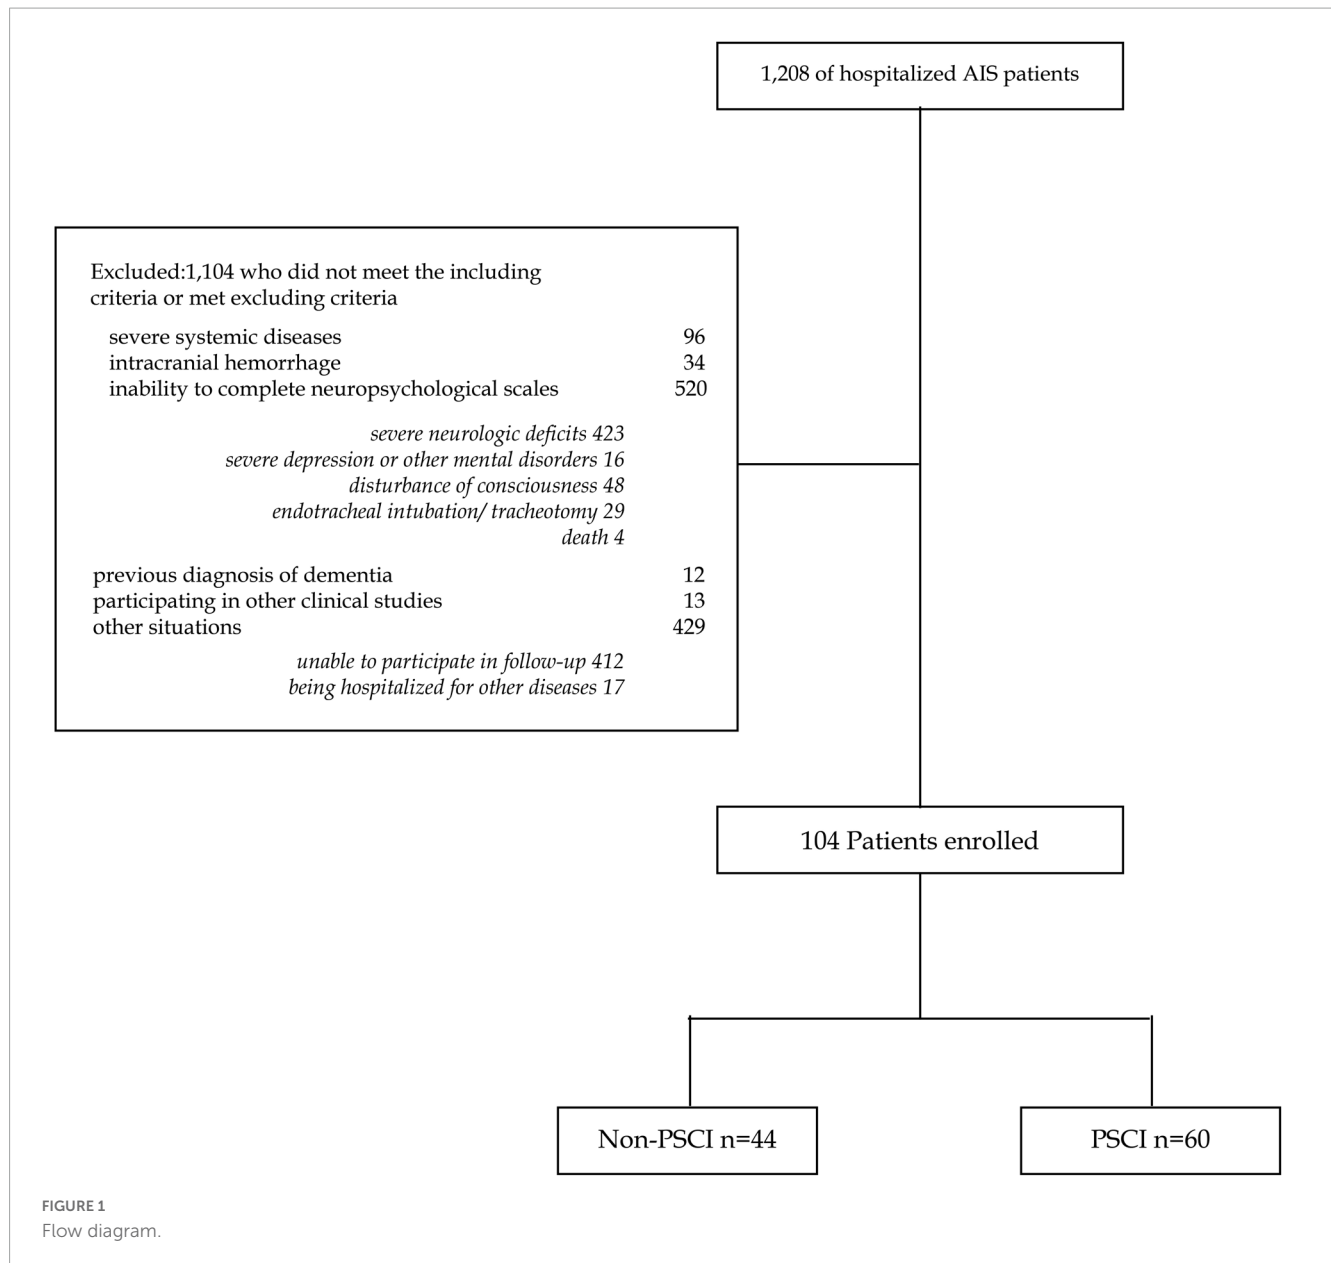 1,208 of hospitalized AIS patients
Excluded:1,104 who did not meet the including
criteria or met excluding criteria
severe systemic diseases 96
intracranial hemorrhage 34
inability to complete neuropsychological scales 520
severe neurologic deficits 423
severe depression or other mental disorders 16
disturbance of consciousness 48
endotracheal intubation/ tracheotomy 29
death 4
previous diagnosis of dementia 12
participating in other clinical studies 13
other situations 429
unable to participate in follow-up 412
being hospitalized for other diseases 17
104 Patients enrolled
Non-PSCI n=44
PSCI n=60
FIGURE 1
Flow diagram.